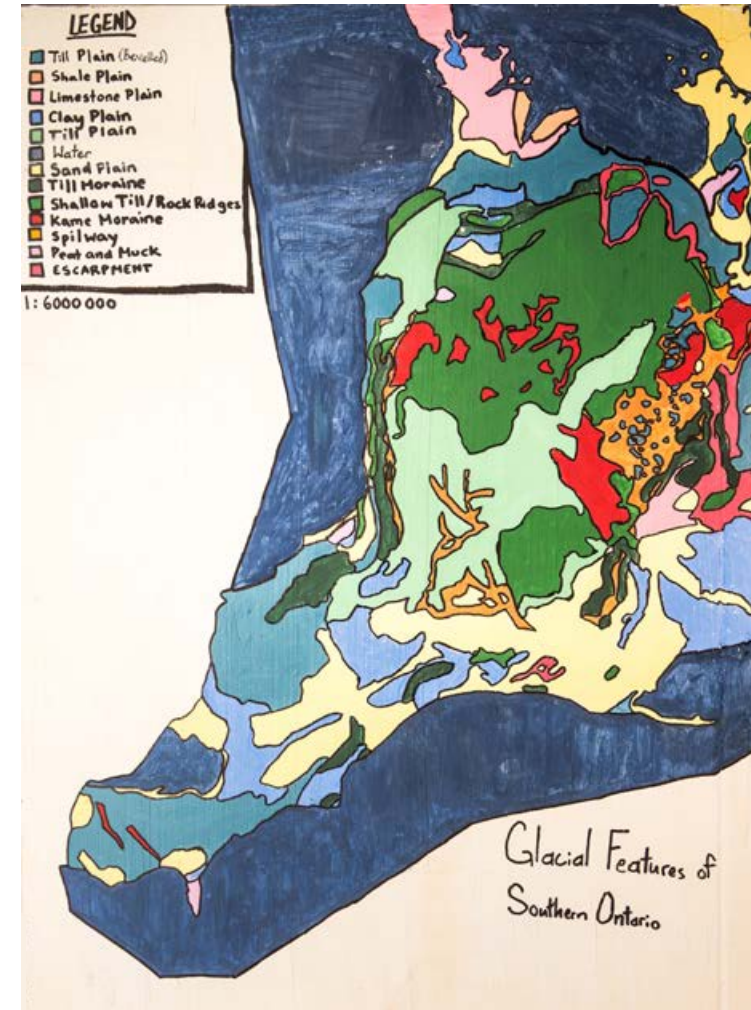 LEGEND
Till Plain (Bevelled)
Shale Plain
Limestone Plain
Clay Plain
Till Plain
Water
Sand Plain
Till Moraine
Shallow Till/Rock Ridges
Kame Moraine
Spilway
Peat and Muck
ESCARPMENT
1:6000 000
Glacial Features of
Southern Ontario